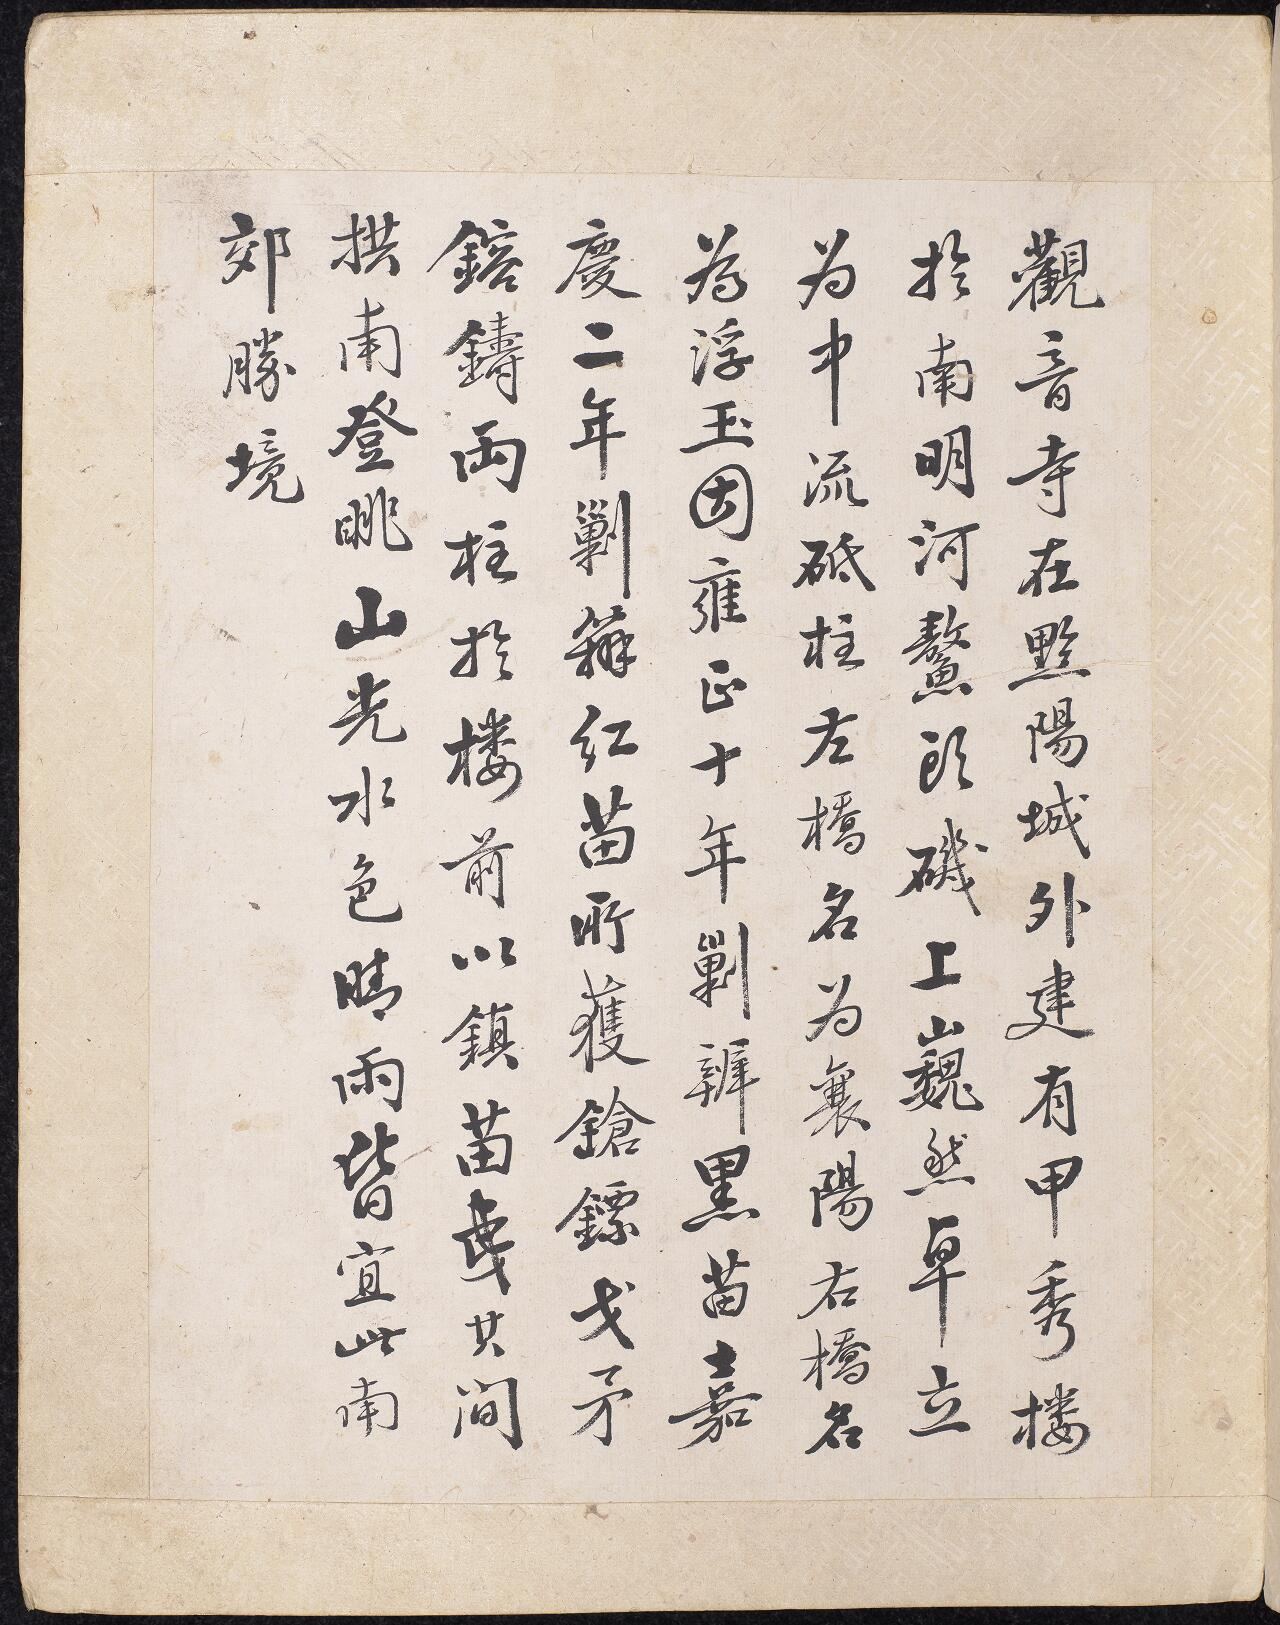 觀音寺在黔陽城外建有甲秀樓
於南明河鰲頭磯上巍然卓立
為中流砥柱左橋名為襄陽右橋名
為浮玉因雍正十年剿辦黑苗嘉
慶二年剿辦紅苗所獲鎗鏢戈矛
鎔鑄兩柱於樓前以鎮苗蠻其間
拱南登眺山光水色晴雨皆宜此南
郊勝境